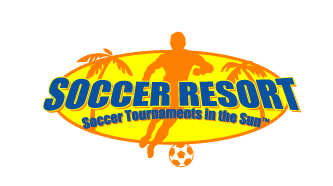 SOCCER RESORT
Soccer Tournaments in the Sun™